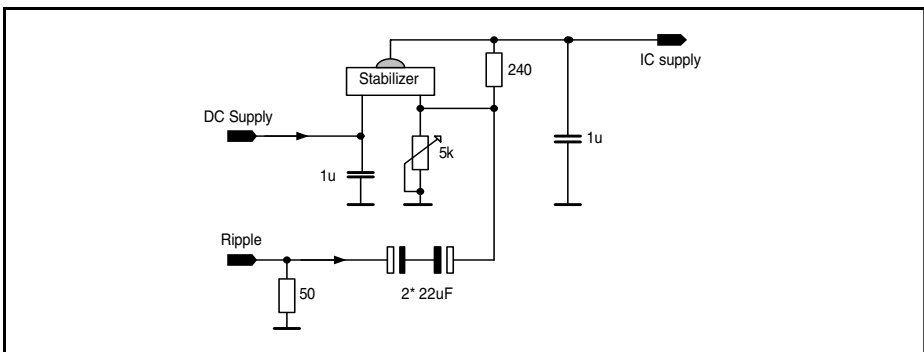 IC supply
240
Stabilizer
DC Supply
1u
5k
1u
Ripple
50
2* 22uF